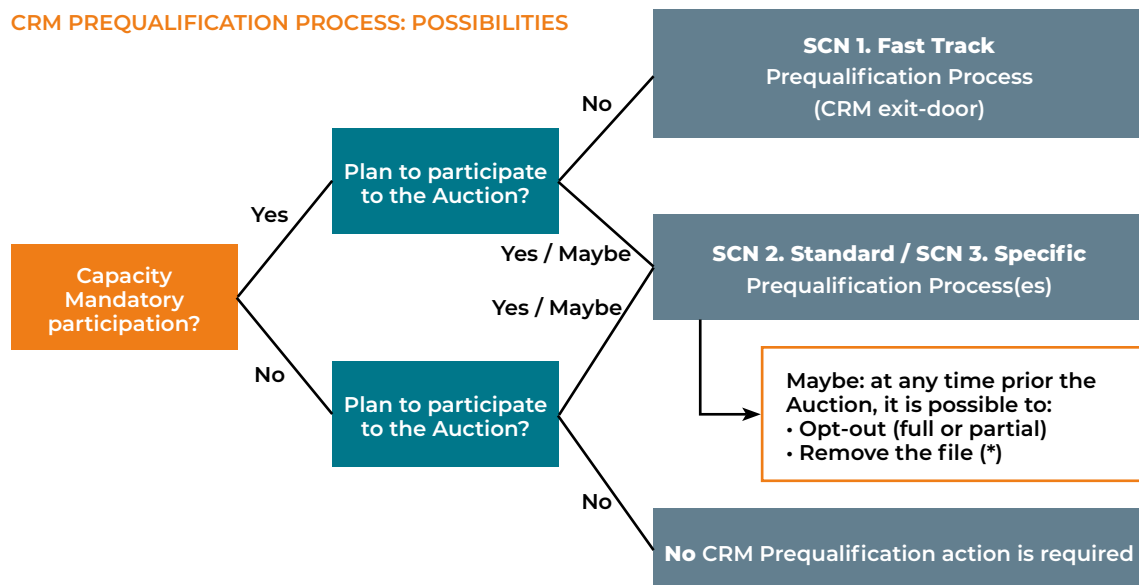 CRM PREQUALIFICATION PROCESS: POSSIBILITIES
SCN 1. Fast Track
Prequalification Process
(CRM exit-door)
No
Plan to participate
to the Auction?
Yes
Yes / Maybe
SCN 2. Standard / SCN 3. Specific
Prequalification Process(es)
Capacity
Mandatory
participation?
Yes / Maybe
No
Plan to participate
to the Auction?
Maybe: at any time prior the
Auction, it is possible to:
• Opt-out (full or partial)
• Remove the file (*)
No
No CRM Prequalification action is required